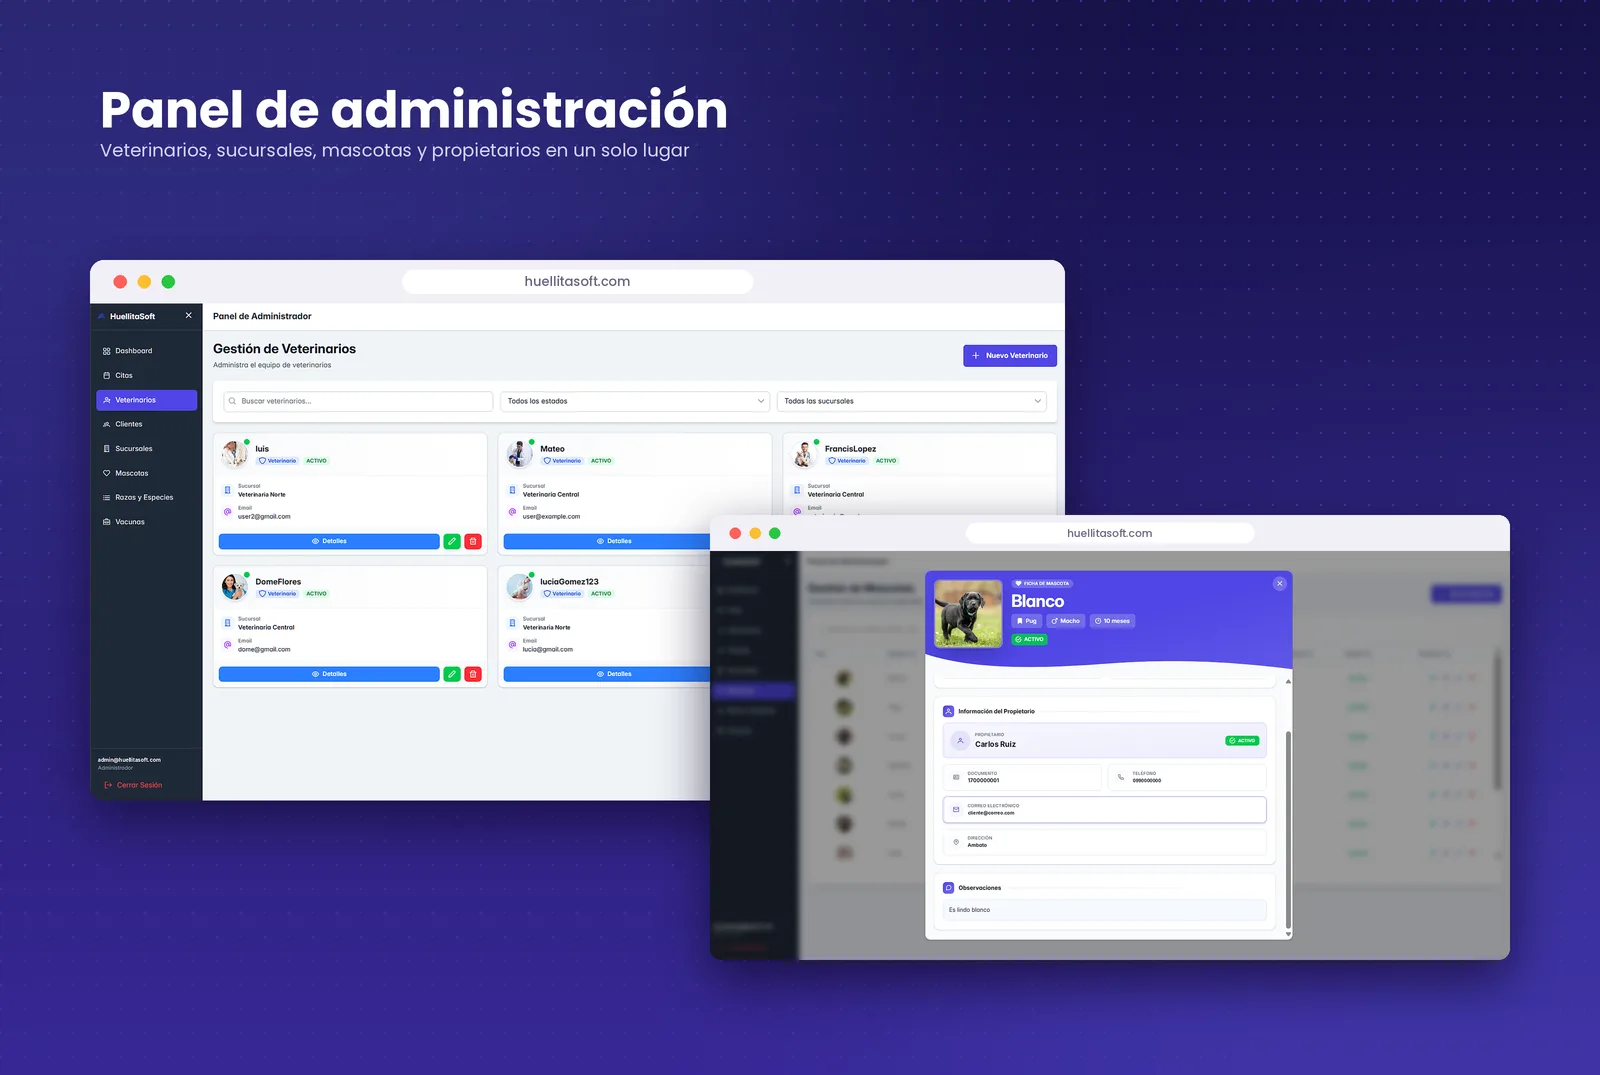 Panel de administración
Veterinarios, sucursales, mascotas y propietarios en un solo lugar
huellitasoft.com
HuellitaSoft
Dashboard
Citas
Veterinarios
Clientes
Sucursales
Mascotas
Razas y Especies
Vacunas
admin@huellitasoft.com
Administrador
Cerrar Sesión
Panel de Administrador
Gestión de Veterinarios
Administra el equipo de veterinarios
Nuevo Veterinario
Buscar veterinarios...
Todos los estados
Todas las sucursales
luis
Veterinario ACTIVO
Sucursal
Veterinaria Norte
Email
user2@gmail.com
Detalles
Mateo
Veterinario ACTIVO
Sucursal
Veterinaria Central
Email
user@example.com
Detalles
FrancisLopez
Veterinario ACTIVO
Sucursal
Veterinaria Central
Email
DomeFlores
Veterinario ACTIVO
Sucursal
Veterinaria Central
Email
dome@gmail.com
Detalles
luciaGomez123
Veterinario ACTIVO
Sucursal
Veterinaria Norte
Email
lucia@gmail.com
Detalles
huellitasoft.com
FICHA DE MASCOTA
Blanco
Pug Macho 10 meses
ACTIVO
Información del Propietario
PROPIETARIO
Carlos Ruiz
ACTIVO
DOCUMENTO
1700000001
TELÉFONO
0990000000
CORREO ELECTRÓNICO
cliente@correo.com
DIRECCIÓN
Ambato
Observaciones
Es lindo blanco